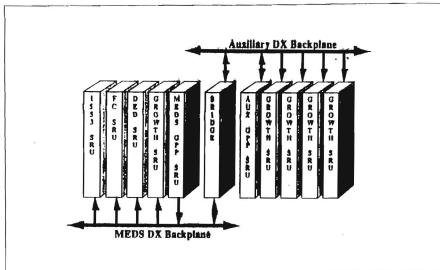 Auxiliary DX Backplane
1553 SRU
FC SRU
DED SRU
GROWTH SRU
MEDS GPP SRU
BRIDGE
AUX GPP SRU
GROWTH SRU
GROWTH SRU
GROWTH SRU
GROWTH SRU
MEDS DX Backplane